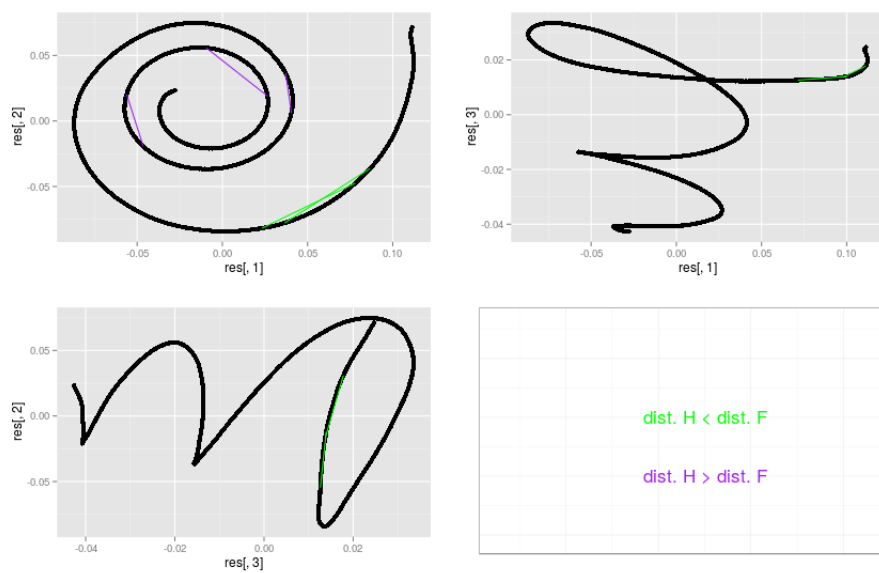 0.05
0.00
-0.05
res[, 2]
-0.05
0.00
0.05
0.10
res[, 1]
0.02
0.00
-0.02
-0.04
res[, 3]
-0.05
0.00
0.05
0.10
res[, 1]
0.05
0.00
-0.05
res[, 2]
-0.04
-0.02
0.00
0.02
res[, 3]
dist. H < dist. F
dist. H > dist. F